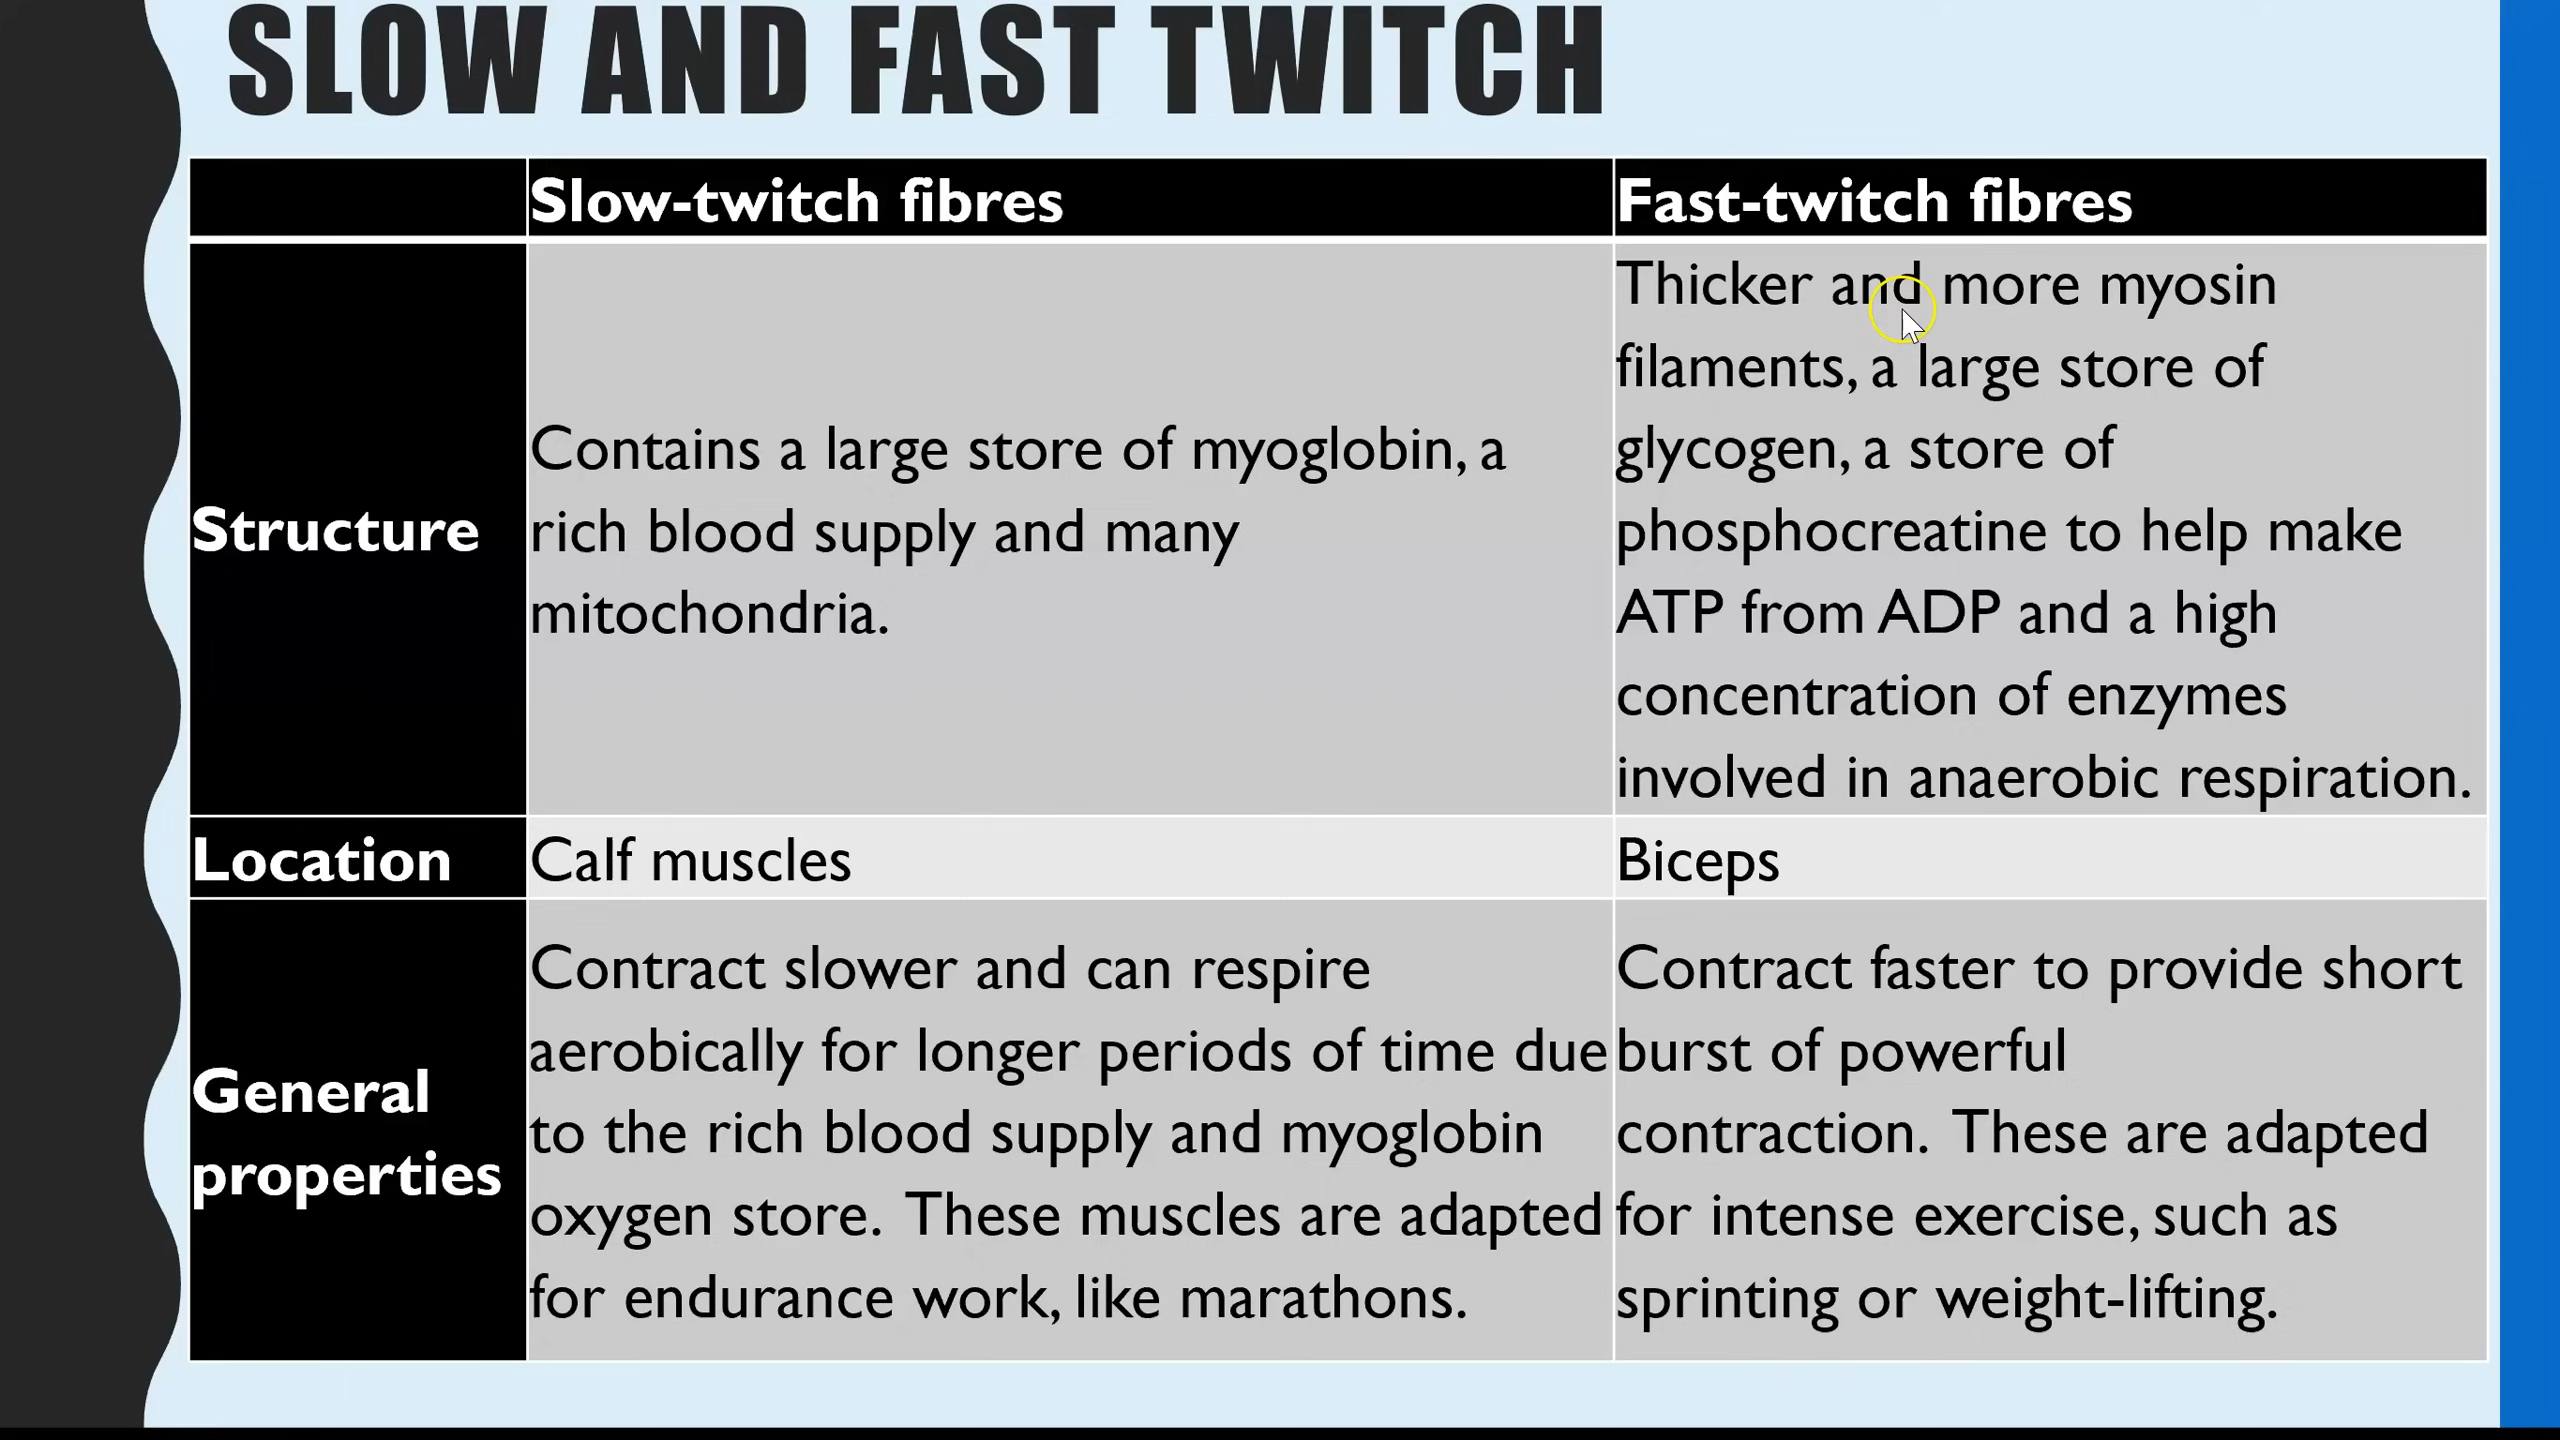 SLOW AND FAST TWITCH
Slow-twitch fibres
Fast-twitch fibres
Structure
Contains a large store of myoglobin, a
rich blood supply and many
mitochondria.
Thicker and more myosin
filaments, a large store of
glycogen, a store of
phosphocreatine to help make
ATP from ADP and a high
concentration of enzymes
involved in anaerobic respiration.
Location
Calf muscles
Biceps
General
properties
Contract slower and can respire
aerobically for longer periods of time due
to the rich blood supply and myoglobin
oxygen store. These muscles are adapted
for endurance work, like marathons.
Contract faster to provide short
burst of powerful
contraction. These are adapted
for intense exercise, such as
sprinting or weight-lifting.